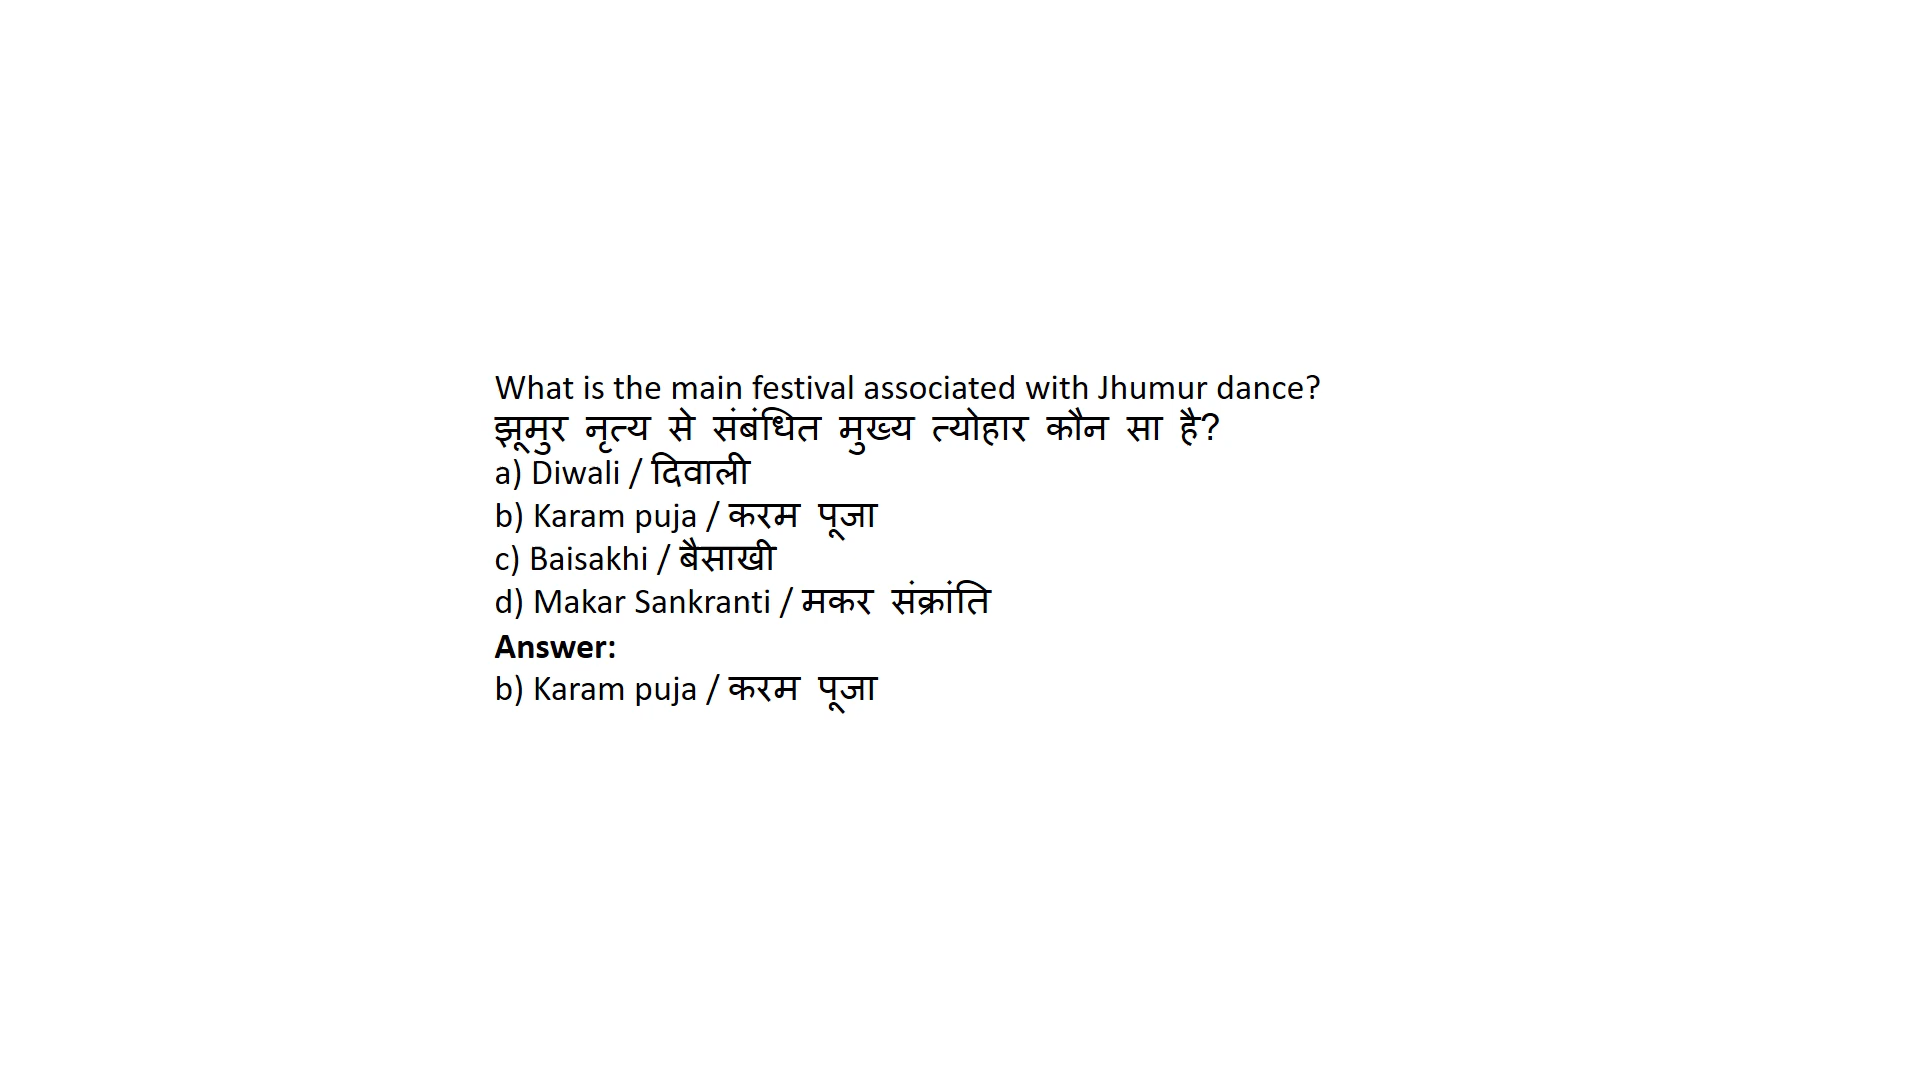 What is the main festival associated with Jhumur dance?
झूमुर नृत्य से संबंधित मुख्य त्योहार कौन सा है?
a) Diwali / दिवाली
b) Karam puja / करम पूजा
c) Baisakhi / बैसाखी
d) Makar Sankranti / मकर संक्रांति
Answer:
b) Karam puja / करम पूजा